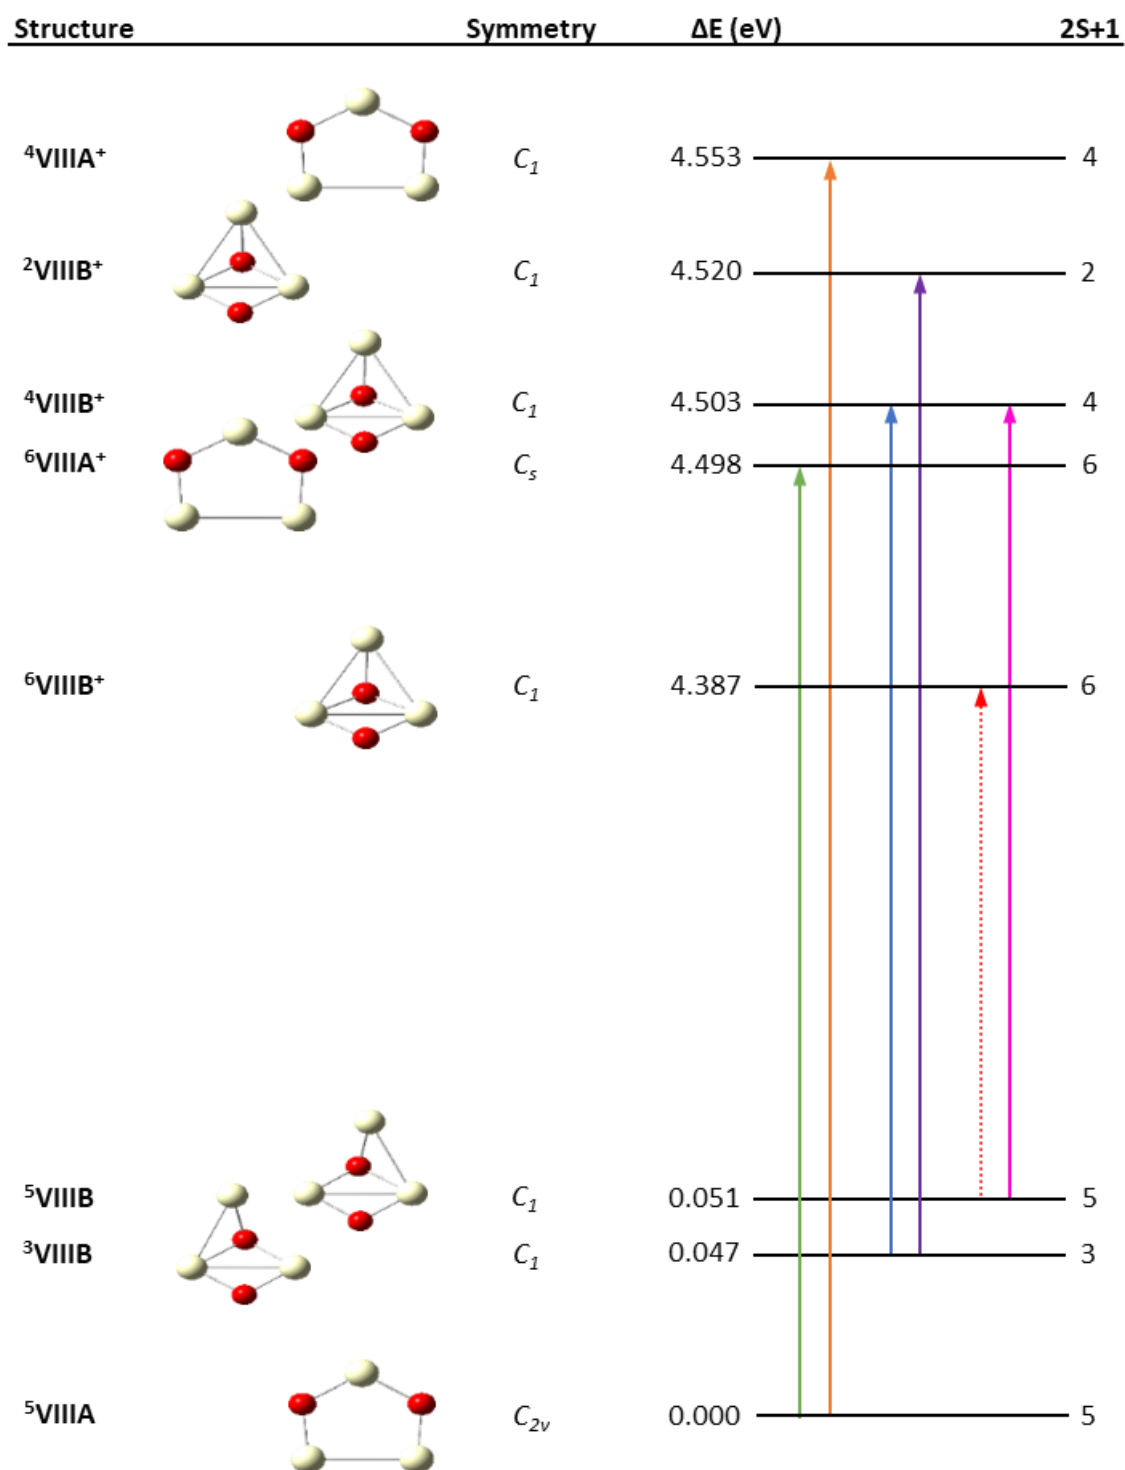 Structure Symmetry ΔE (eV) 2S+1
⁴VIIIA⁺ C₁ 4.553 4
²VIIIB⁺ C₁ 4.520 2
⁴VIIIB⁺ C₁ 4.503 4
⁶VIIIA⁺ Cₛ 4.498 6
⁶VIIIB⁺ C₁ 4.387 6
⁵VIIIB C₁ 0.051 5
³VIIIB C₁ 0.047 3
⁵VIIIA C₂ᵥ 0.000 5